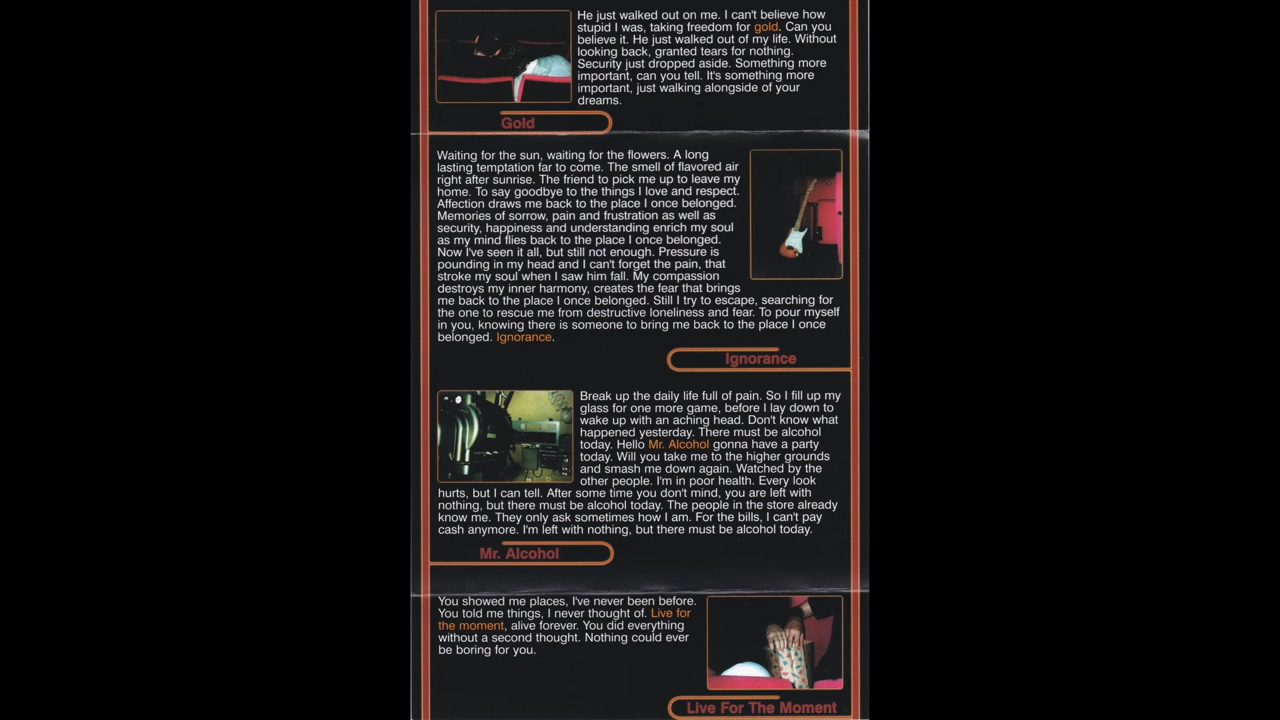 He just walked out on me. I can't believe how
stupid I was, taking freedom for gold. Can you
believe it. He just walked out of my life. Without
looking back, granted tears for nothing.
Security just dropped aside. Something more
important, can you tell. It's something more
important, just walking alongside of your
dreams.
Gold
Waiting for the sun, waiting for the flowers. A long
lasting temptation far to come. The smell of flavored air
right after sunrise. The friend to pick me up to leave my
home. To say goodbye to the things I love and respect.
Affection draws me back to the place I once belonged.
Memories of sorrow, pain and frustration as well as
security, happiness and understanding enrich my soul
as my mind flies back to the place I once belonged.
Now I've seen it all, but still not enough. Pressure is
pounding in my head and I can't forget the pain, that
stroke my soul when I saw him fall. My compassion
destroys my inner harmony, creates the fear that brings
me back to the place I once belonged. Still I try to escape, searching for
the one to rescue me from destructive loneliness and fear. To pour myself
in you, knowing there is someone to bring me back to the place I once
belonged. Ignorance.
Ignorance
Break up the daily life full of pain. So I fill up my
glass for one more game, before I lay down to
wake up with an aching head. Don't know what
happened yesterday. There must be alcohol
today. Hello Mr. Alcohol gonna have a party
today. Will you take me to the higher grounds
and smash me down again. Watched by the
other people. I'm in poor health. Every look
hurts, but I can tell. After some time you don't mind, you are left with
nothing, but there must be alcohol today. The people in the store already
know me. They only ask sometimes how I am. For the bills, I can't pay
cash anymore. I'm left with nothing, but there must be alcohol today.
Mr. Alcohol
You showed me places, I've never been before.
You told me things, I never thought of. Live for
the moment, alive forever. You did everything
without a second thought. Nothing could ever
be boring for you.
Live For The Moment